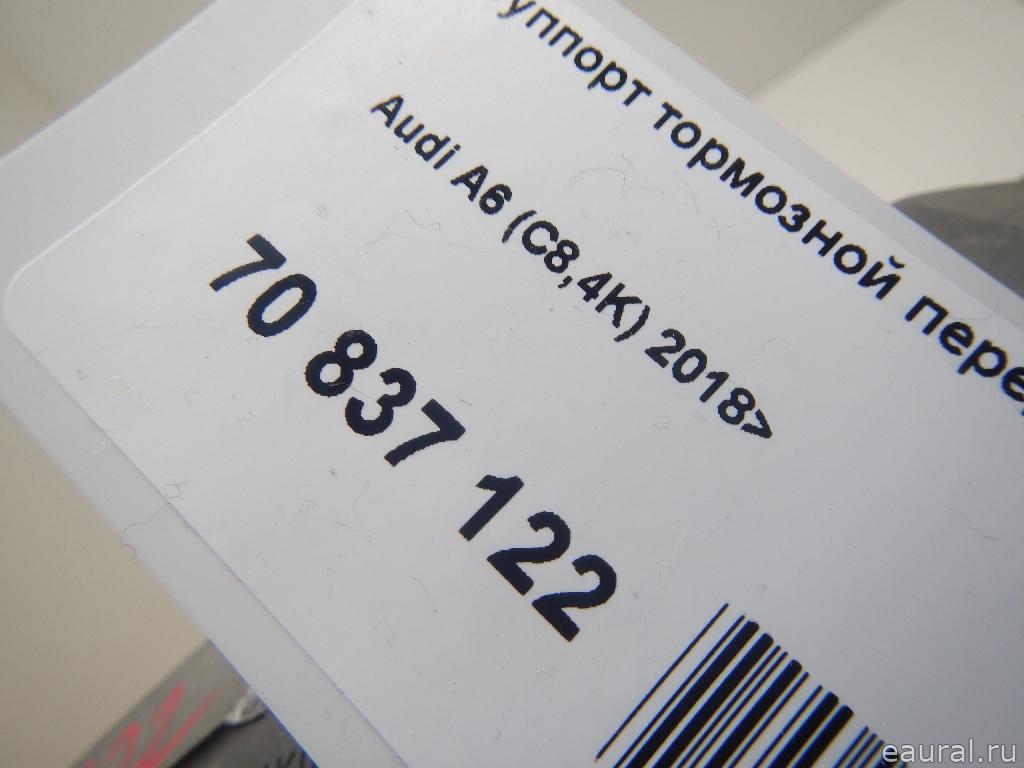 уппорт тормозной пере
Audi A6 (C8,4K) 2018>
70 837 122
eaural.ru